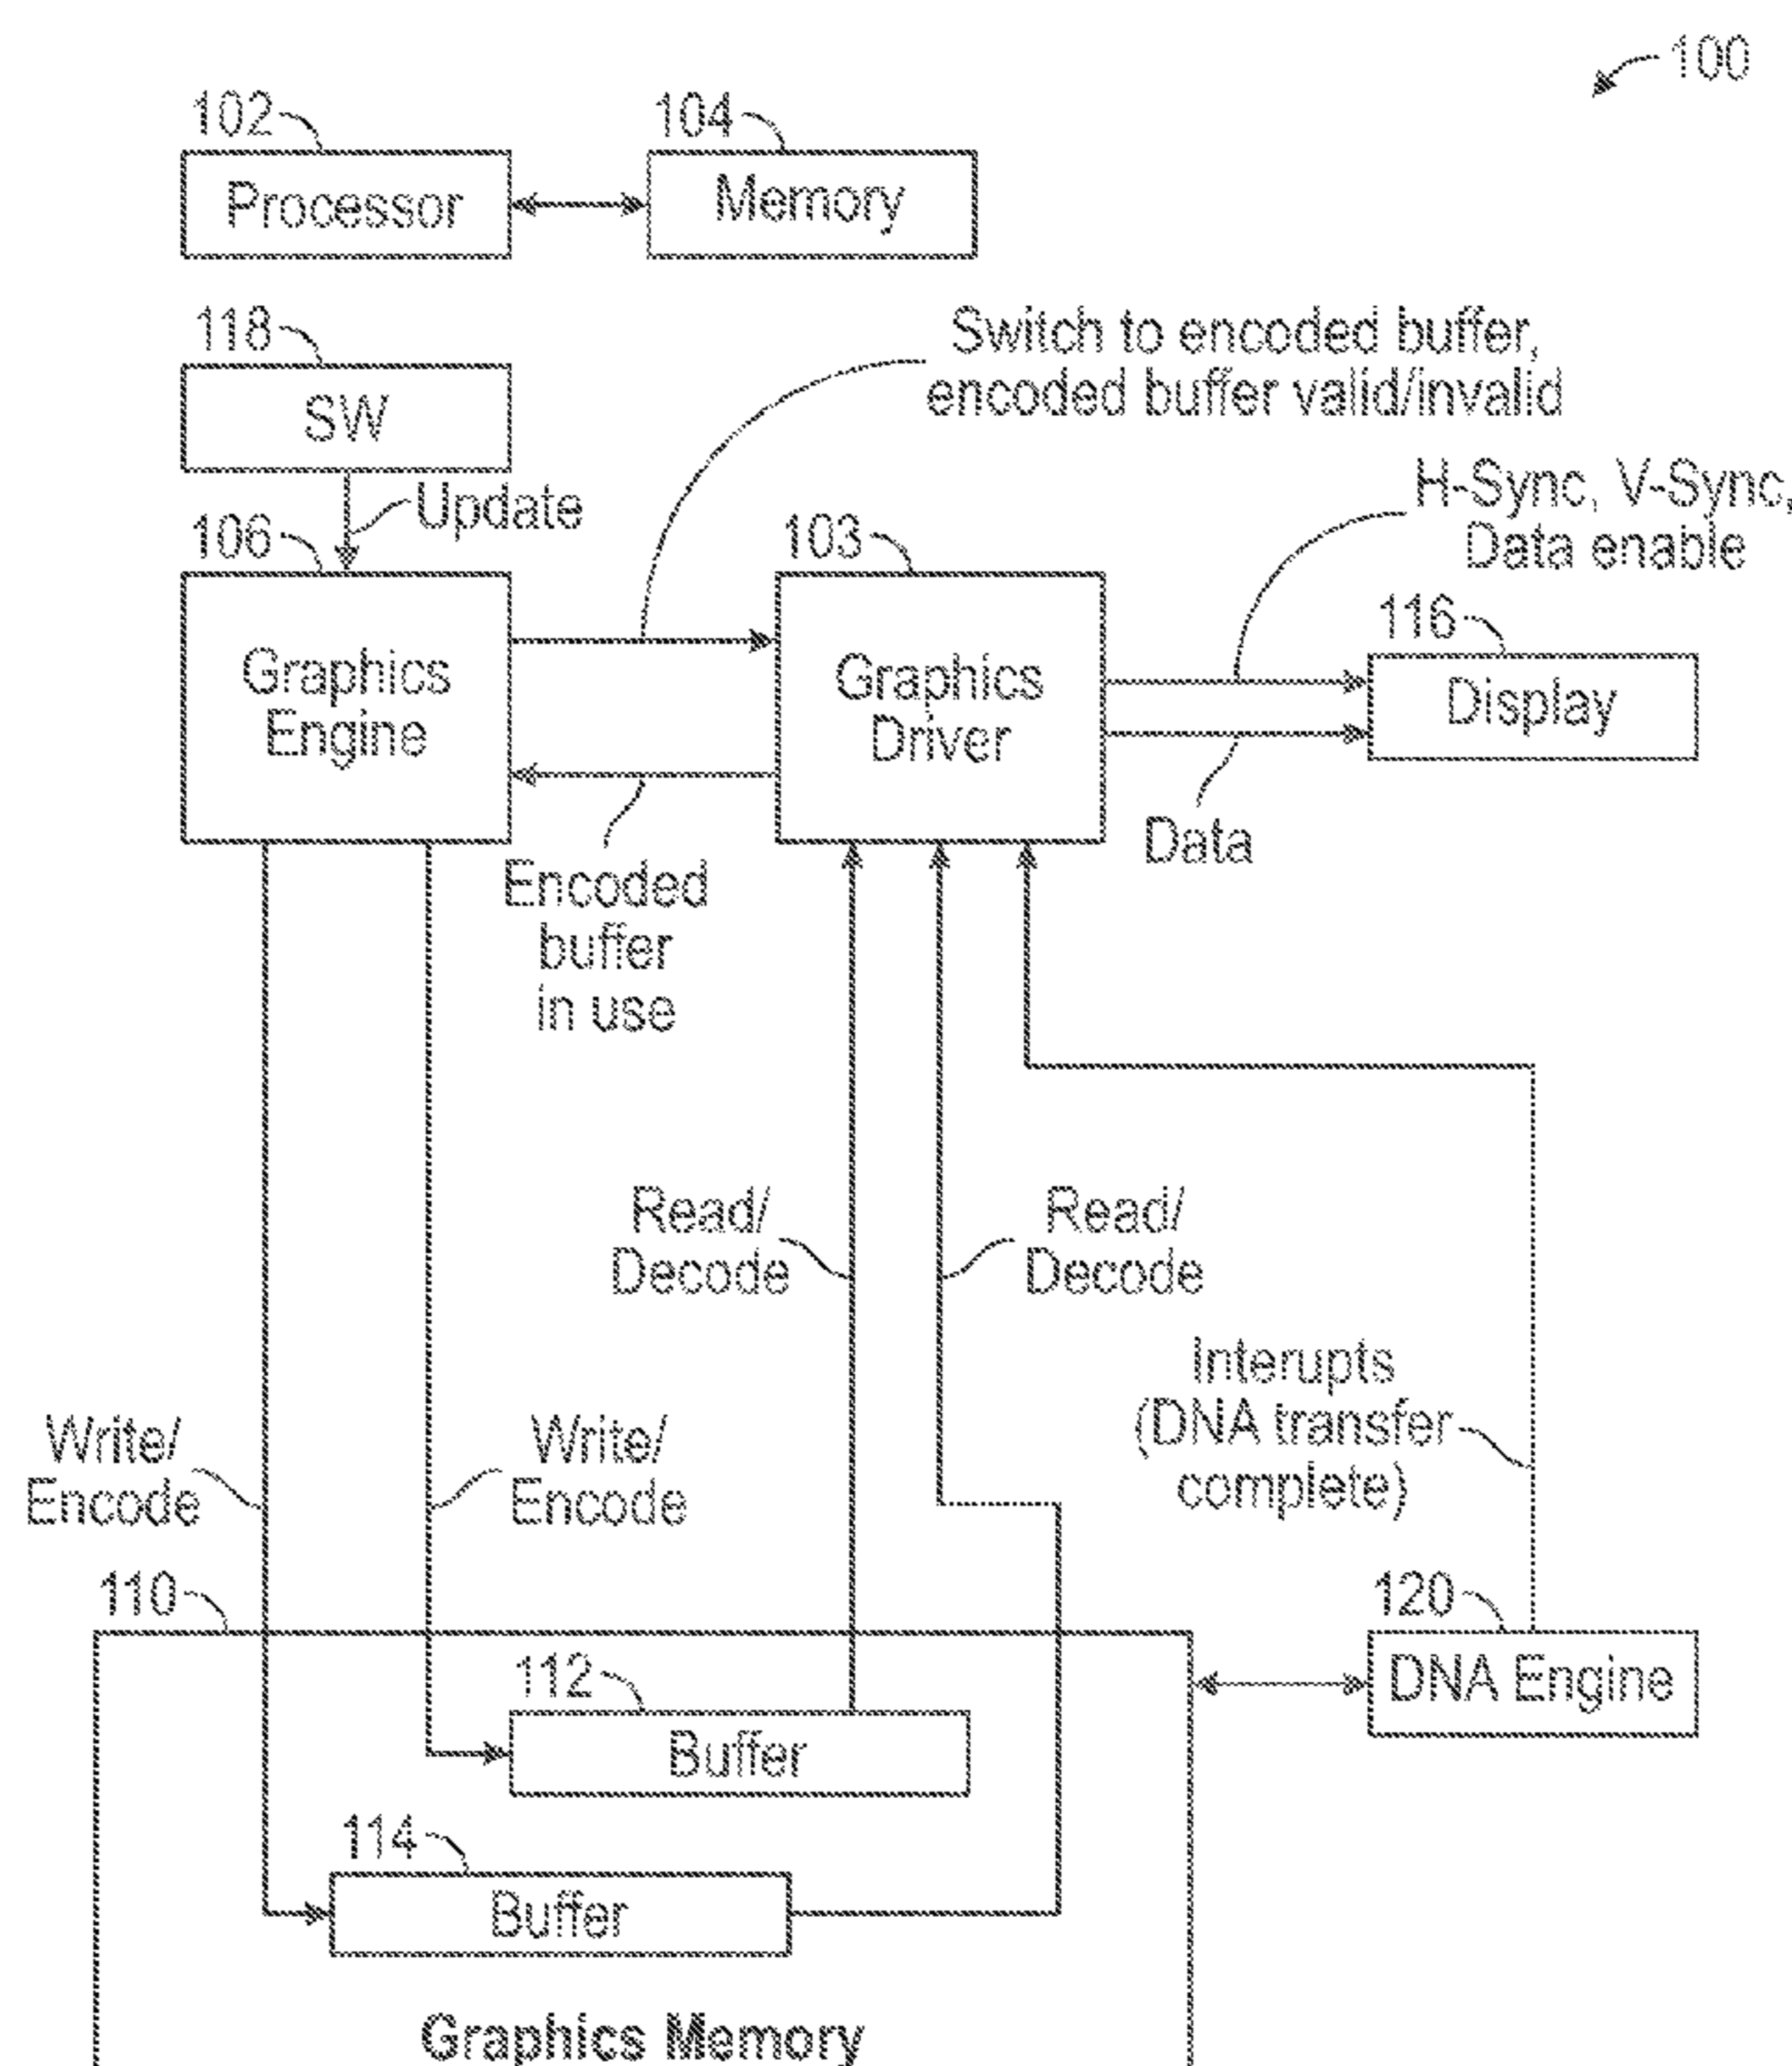 100
102
104
Processor
Memory
118
SW
Switch to encoded buffer,
encoded buffer valid/invalid
Update
H-Sync, V-Sync,
Data enable
106
103
116
Graphics
Engine
Graphics
Driver
Display
Data
Encoded
buffer
in use
Read/
Decode
Read/
Decode
Interupts
(DNA transfer
complete)
Write/
Encode
Write/
Encode
110
120
DNA Engine
112
Buffer
114
Buffer
Graphics Memory